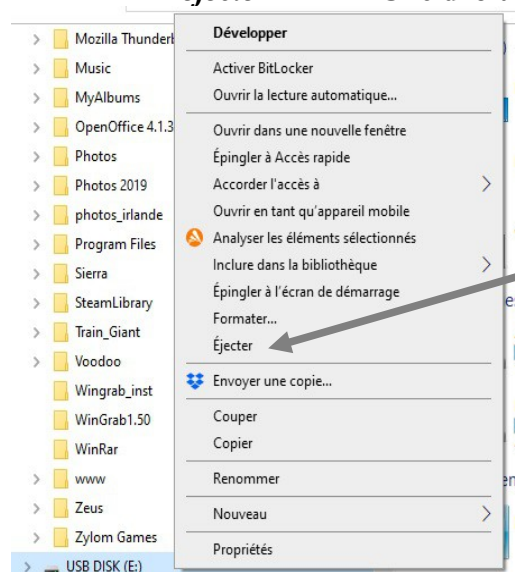 Mozilla Thunder
Music
MyAlbums
OpenOffice 4.1.3
Photos
Photos 2019
photos_irlande
Program Files
Sierra
SteamLibrary
Train_Giant
Voodoo
Wingrab_inst
WinGrab1.50
WinRar
www
Zeus
Zylom Games
USB DISK (E:)
Développer
Activer BitLocker
Ouvrir la lecture automatique...
Ouvrir dans une nouvelle fenêtre
Épingler à Accès rapide
Accorder l'accès à
Ouvrir en tant qu'appareil mobile
Analyser les éléments sélectionnés
Inclure dans la bibliothèque
Épingler à l'écran de démarrage
Formater...
Éjecter
Envoyer une copie...
Couper
Copier
Renommer
Nouveau
Propriétés